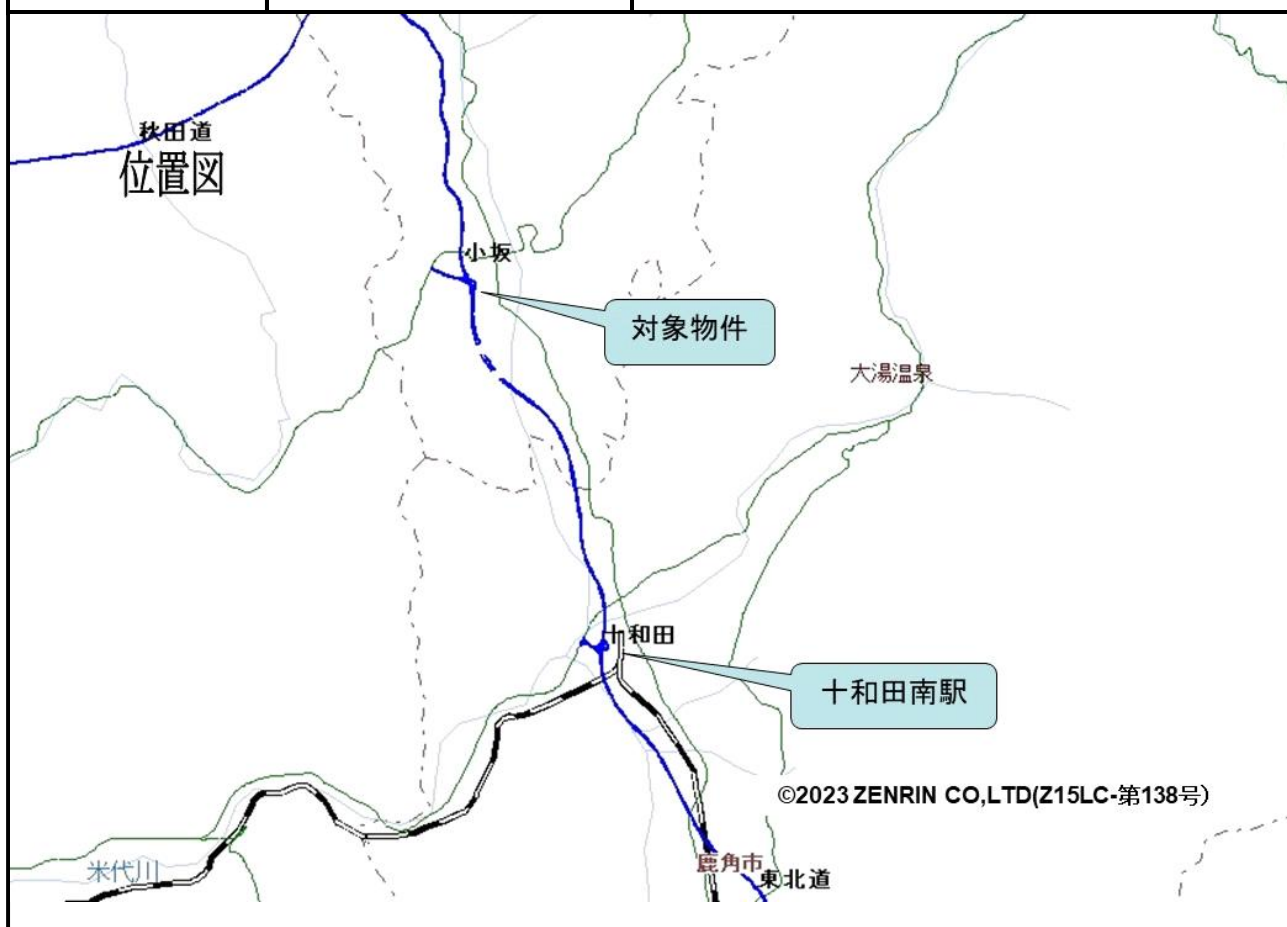 秋田道
位置図
小坂
対象物件
大湯温泉
十和田
十和田南駅
©2023 ZENRIN CO,LTD(Z15LC-第138号)
鹿角市
米代川
東北道